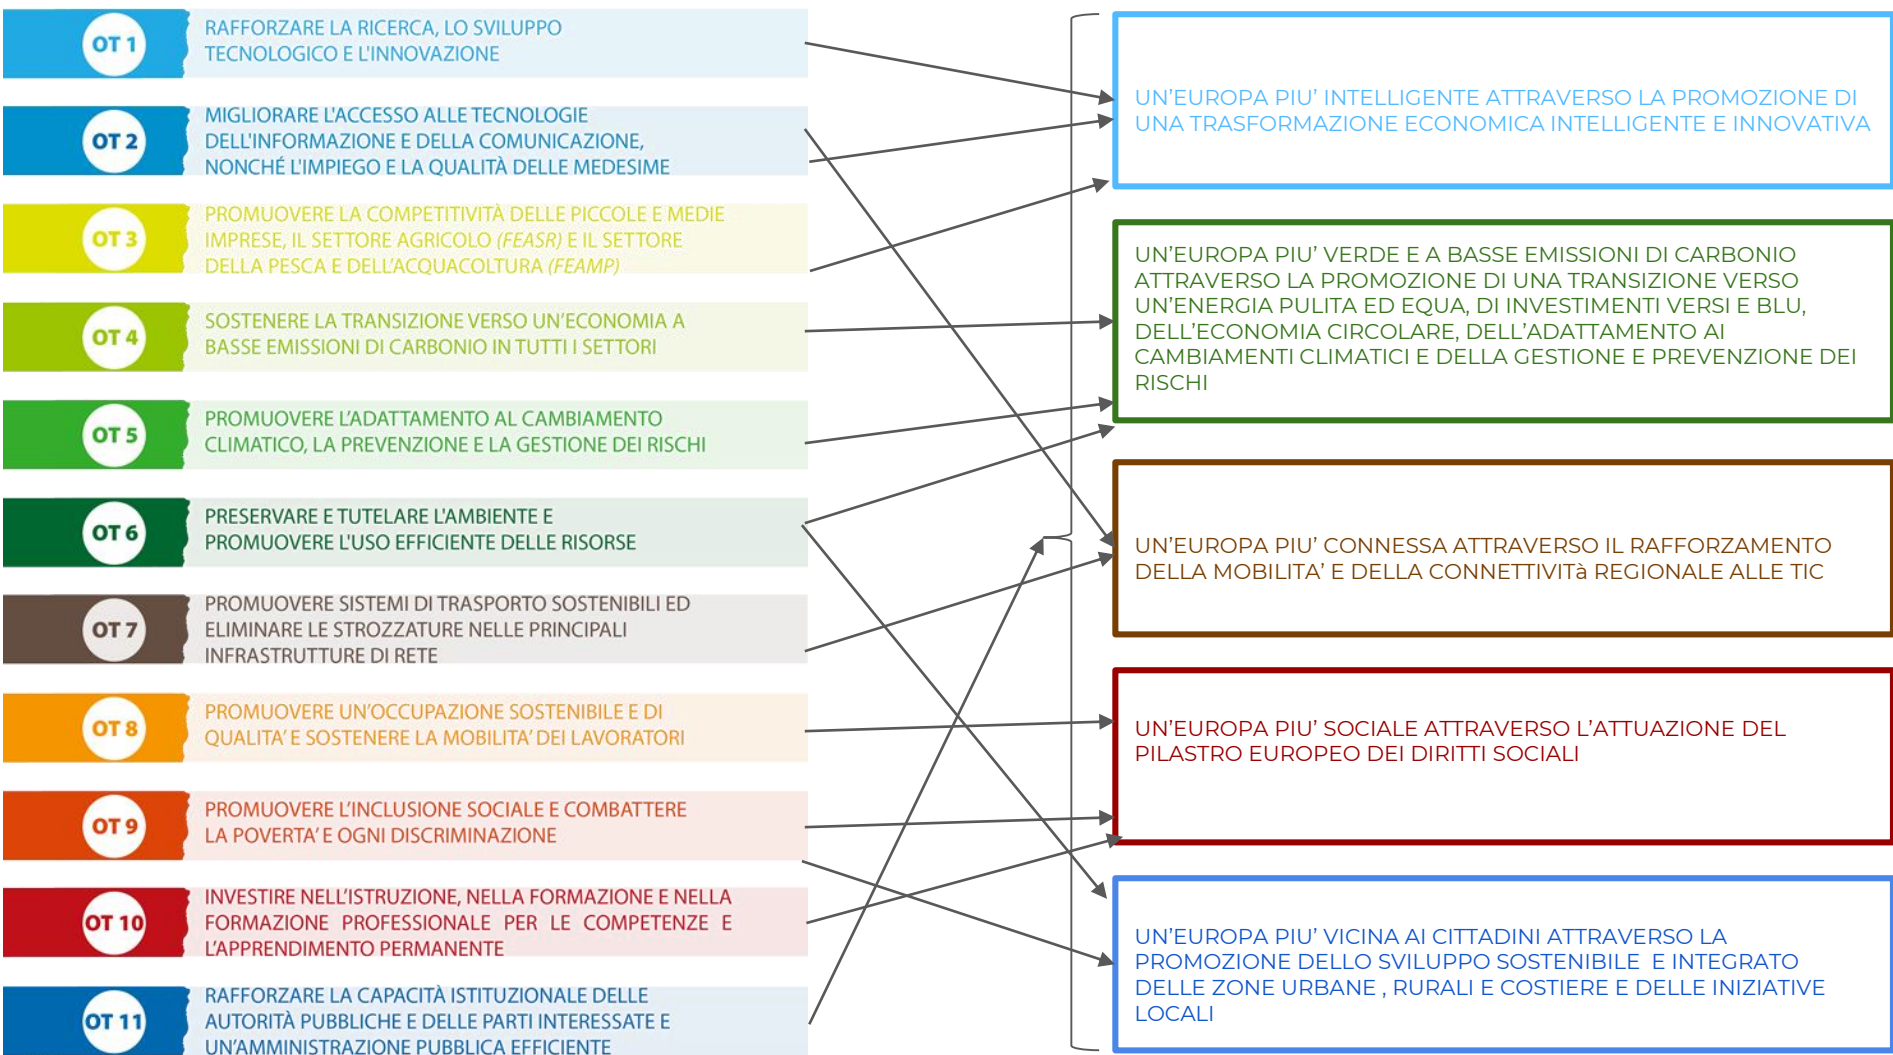 OT 1
RAFFORZARE LA RICERCA, LO SVILUPPO
TECNOLOGICO E L'INNOVAZIONE
OT 2
MIGLIORARE L'ACCESSO ALLE TECNOLOGIE
DELL'INFORMAZIONE E DELLA COMUNICAZIONE,
NONCHÉ L'IMPIEGO E LA QUALITÀ DELLE MEDESIME
OT 3
PROMUOVERE LA COMPETITIVITÀ DELLE PICCOLE E MEDIE
IMPRESE, IL SETTORE AGRICOLO (FEASR) E IL SETTORE
DELLA PESCA E DELL'ACQUACOLTURA (FEAMP)
OT 4
SOSTENERE LA TRANSIZIONE VERSO UN'ECONOMIA A
BASSE EMISSIONI DI CARBONIO IN TUTTI I SETTORI
OT 5
PROMUOVERE L'ADATTAMENTO AL CAMBIAMENTO
CLIMATICO, LA PREVENZIONE E LA GESTIONE DEI RISCHI
OT 6
PRESERVARE E TUTELARE L'AMBIENTE E
PROMUOVERE L'USO EFFICIENTE DELLE RISORSE
OT 7
PROMUOVERE SISTEMI DI TRASPORTO SOSTENIBILI ED
ELIMINARE LE STROZZATURE NELLE PRINCIPALI
INFRASTRUTTURE DI RETE
OT 8
PROMUOVERE UN'OCCUPAZIONE SOSTENIBILE E DI
QUALITA' E SOSTENERE LA MOBILITA' DEI LAVORATORI
OT 9
PROMUOVERE L'INCLUSIONE SOCIALE E COMBATTERE
LA POVERTA' E OGNI DISCRIMINAZIONE
OT 10
INVESTIRE NELL'ISTRUZIONE, NELLA FORMAZIONE E NELLA
FORMAZIONE PROFESSIONALE PER LE COMPETENZE E
L'APPRENDIMENTO PERMANENTE
OT 11
RAFFORZARE LA CAPACITÀ ISTITUZIONALE DELLE
AUTORITÀ PUBBLICHE E DELLE PARTI INTERESSATE E
UN'AMMINISTRAZIONE PUBBLICA EFFICIENTE
UN'EUROPA PIU' INTELLIGENTE ATTRAVERSO LA PROMOZIONE DI
UNA TRASFORMAZIONE ECONOMICA INTELLIGENTE E INNOVATIVA
UN'EUROPA PIU' VERDE E A BASSE EMISSIONI DI CARBONIO
ATTRAVERSO LA PROMOZIONE DI UNA TRANSIZIONE VERSO
UN'ENERGIA PULITA ED EQUA, DI INVESTIMENTI VERSI E BLU,
DELL'ECONOMIA CIRCOLARE, DELL'ADATTAMENTO AI
CAMBIAMENTI CLIMATICI E DELLA GESTIONE E PREVENZIONE DEI
RISCHI
UN'EUROPA PIU' CONNESSA ATTRAVERSO IL RAFFORZAMENTO
DELLA MOBILITA' E DELLA CONNETTIVITà REGIONALE ALLE TIC
UN'EUROPA PIU' SOCIALE ATTRAVERSO L'ATTUAZIONE DEL
PILASTRO EUROPEO DEI DIRITTI SOCIALI
UN'EUROPA PIU' VICINA AI CITTADINI ATTRAVERSO LA
PROMOZIONE DELLO SVILUPPO SOSTENIBILE E INTEGRATO
DELLE ZONE URBANE , RURALI E COSTIERE E DELLE INIZIATIVE
LOCALI